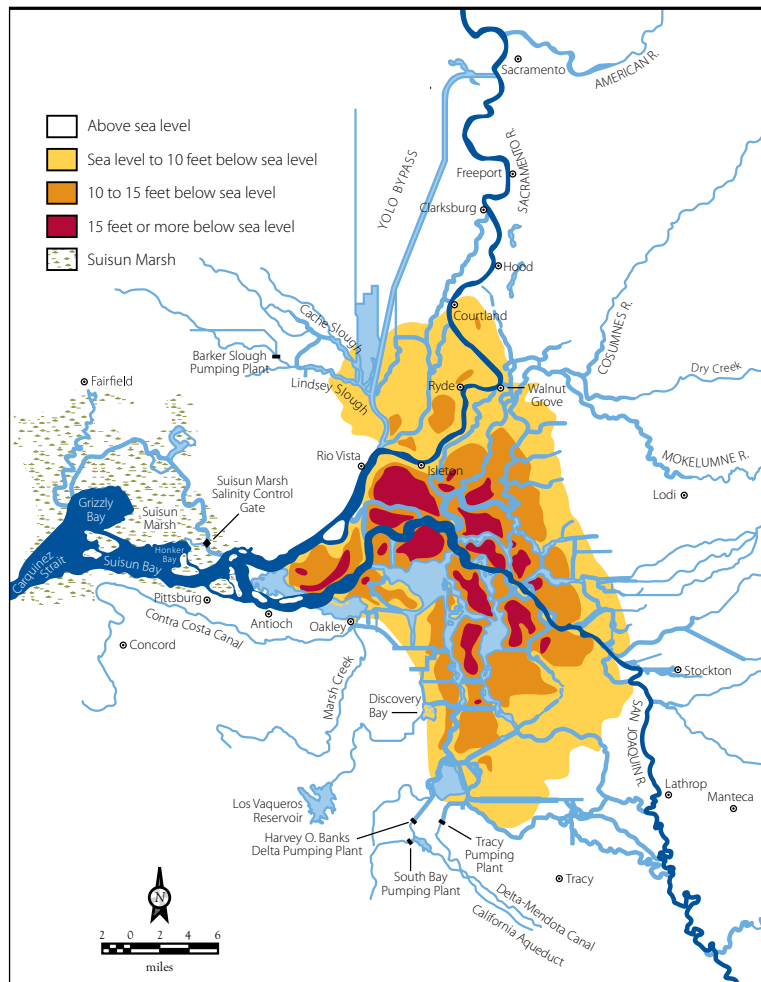 Sacramento
AMERICAN R.
Above sea level
Sea level to 10 feet below sea level
10 to 15 feet below sea level
15 feet or more below sea level
Suisun Marsh
YOLO BYPASS
SACRAMENTO R.
Freeport
Clarksburg
Hood
Courtland
Cache Slough
COSUMNES R.
Barker Slough
Pumping Plant
Dry Creek
Fairfield
Lindsey Slough
Ryde
Walnut
Grove
Rio Vista
Isleton
MOKELUMNE R.
Suisun Marsh
Salinity Control
Gate
Lodi
Grizzly
Bay
Suisun
Marsh
Honker
Bay
Carquinez
Strait
Suisun Bay
Pittsburg
Antioch
Oakley
Contra Costa Canal
Concord
Marsh Creek
Stockton
Discovery
Bay
SAN JOAQUIN R.
Los Vaqueros
Reservoir
Lathrop
Manteca
Harvey O. Banks
Delta Pumping Plant
Tracy
Pumping
Plant
South Bay
Pumping Plant
Tracy
Delta-Mendota Canal
California Aqueduct
N
2 0 2 4 6
miles